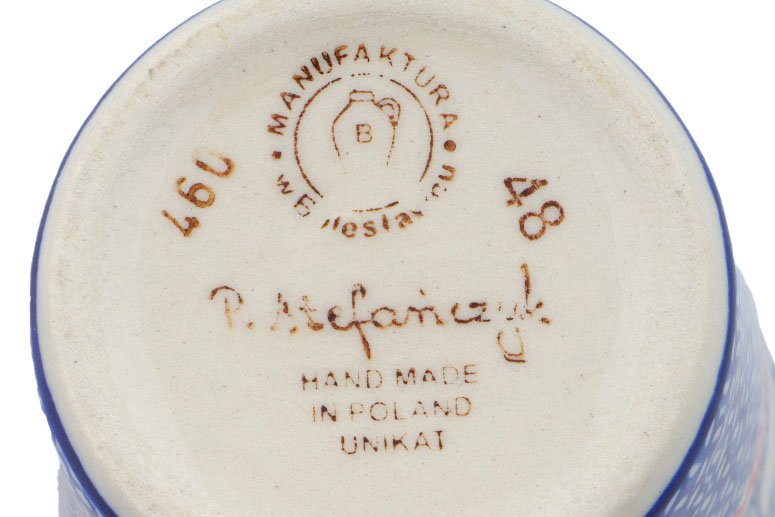 MANUFAKTURA
B
460
48
P. Stefańczyk
HAND MADE
IN POLAND
UNIKAT